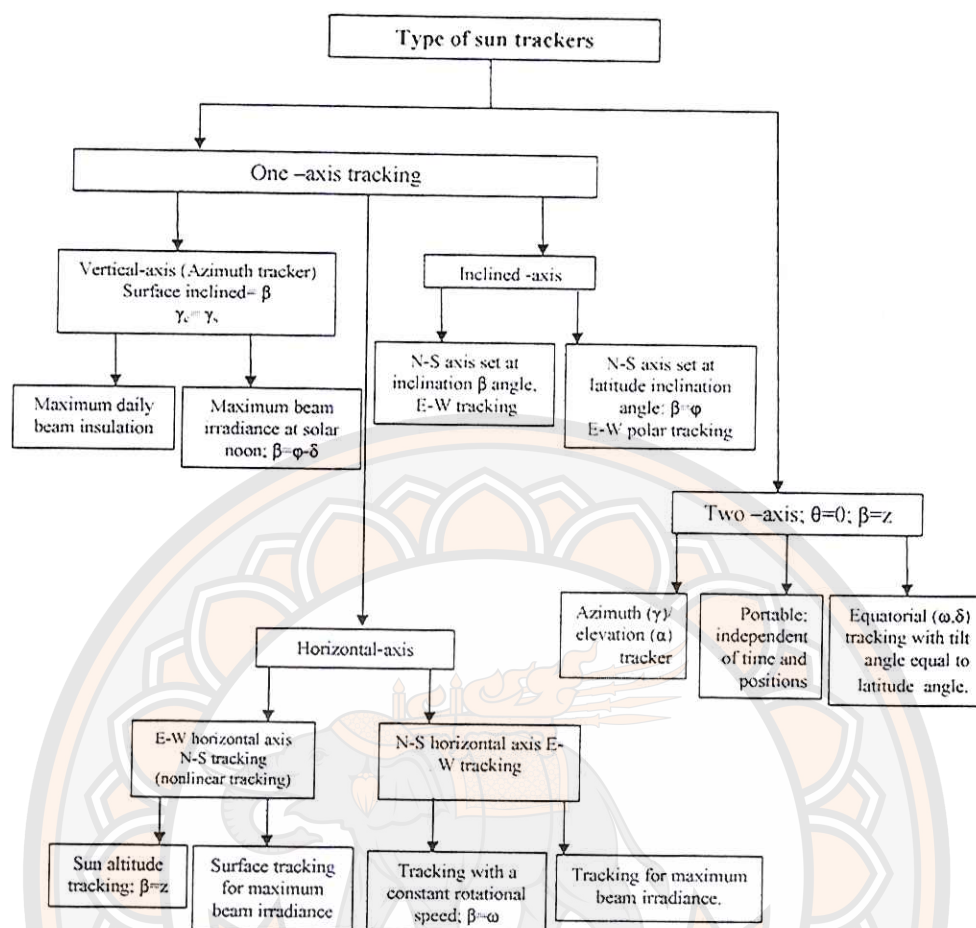 Type of sun trackers
One –axis tracking
Vertical-axis (Azimuth tracker)
Surface inclined= β
γc= γs
Inclined -axis
Maximum daily
beam insulation
Maximum beam
irradiance at solar
noon; β=φ-δ
N-S axis set at
inclination β angle,
E-W tracking
N-S axis set at
latitude inclination
angle: β=φ
E-W polar tracking
Two –axis; θ=0; β=z
Azimuth (γ)/
elevation (α)
tracker
Portable;
independent
of time and
positions
Equatorial (ω,δ)
tracking with tilt
angle equal to
latitude angle.
Horizontal-axis
E-W horizontal axis
N-S tracking
(nonlinear tracking)
N-S horizontal axis E-
W tracking
Sun altitude
tracking: β=z
Surface tracking
for maximum
beam irradiance
Tracking with a
constant rotational
speed; β=ω
Tracking for maximum
beam irradiance.